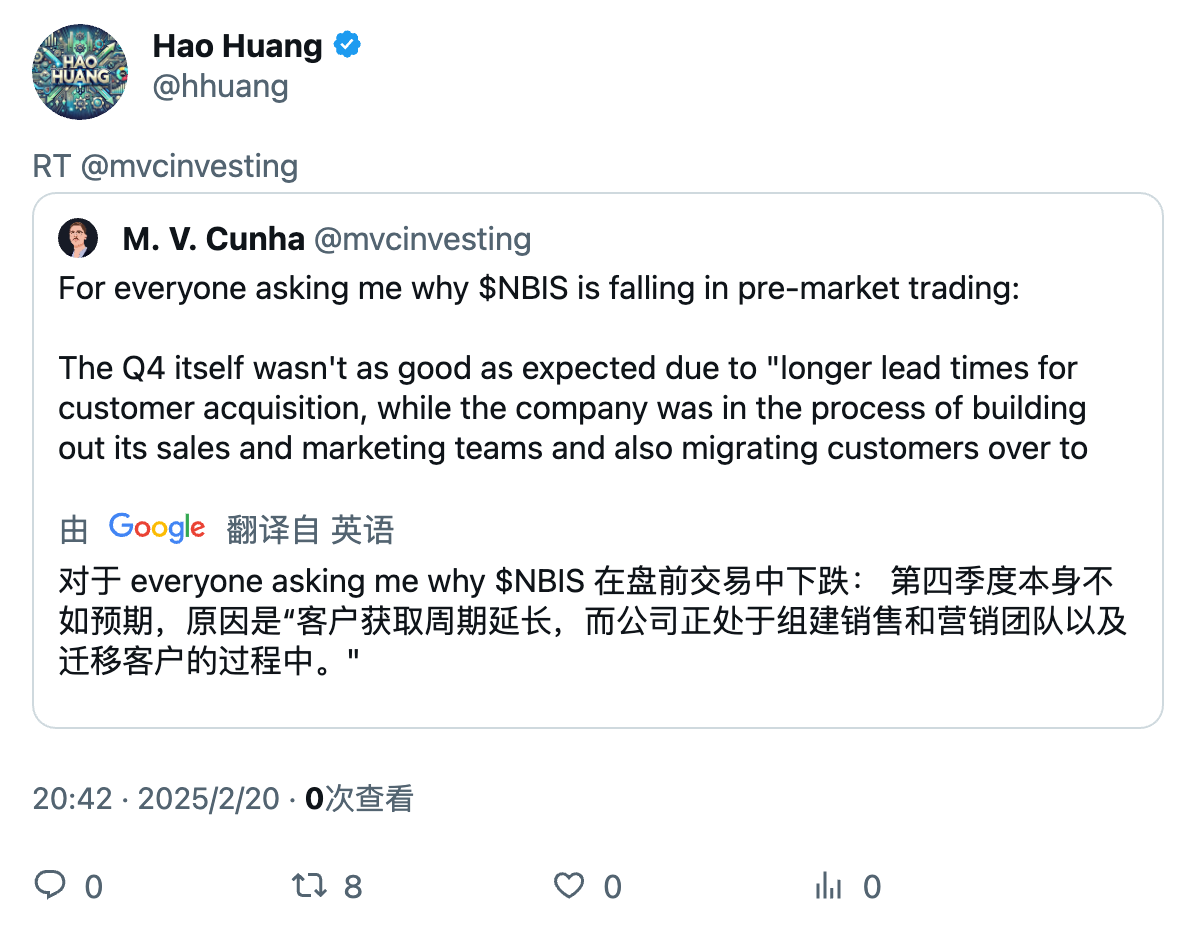 HAO
HUANG
Hao Huang
@hhuang
RT @mvcinvesting
M. V. Cunha @mvcinvesting
For everyone asking me why $NBIS is falling in pre-market trading:
The Q4 itself wasn't as good as expected due to "longer lead times for
customer acquisition, while the company was in the process of building
out its sales and marketing teams and also migrating customers over to
由 Google 翻译自 英语
对于 everyone asking me why $NBIS 在盘前交易中下跌： 第四季度本身不
如预期，原因是“客户获取周期延长，而公司正处于组建销售和营销团队以及
迁移客户的过程中。"
20:42 · 2025/2/20 · 0次查看
0 8 0 0